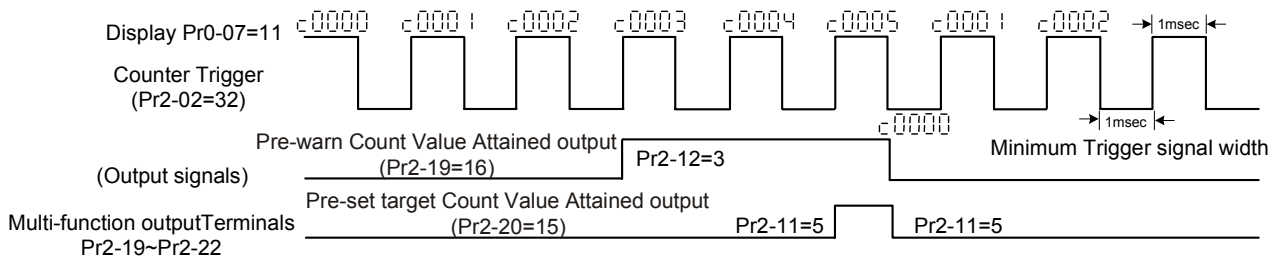 c0000 c0001 c0002 c0003 c0004 c0005 c0001 c0002
Display Pr0-07=11
1msec
Counter Trigger
(Pr2-02=32)
1msec
c0000
Minimum Trigger signal width
Pre-warn Count Value Attained output
(Pr2-19=16)
Pr2-12=3
(Output signals)
Pre-set target Count Value Attained output
(Pr2-20=15)
Pr2-11=5
Pr2-11=5
Multi-function outputTerminals
Pr2-19~Pr2-22